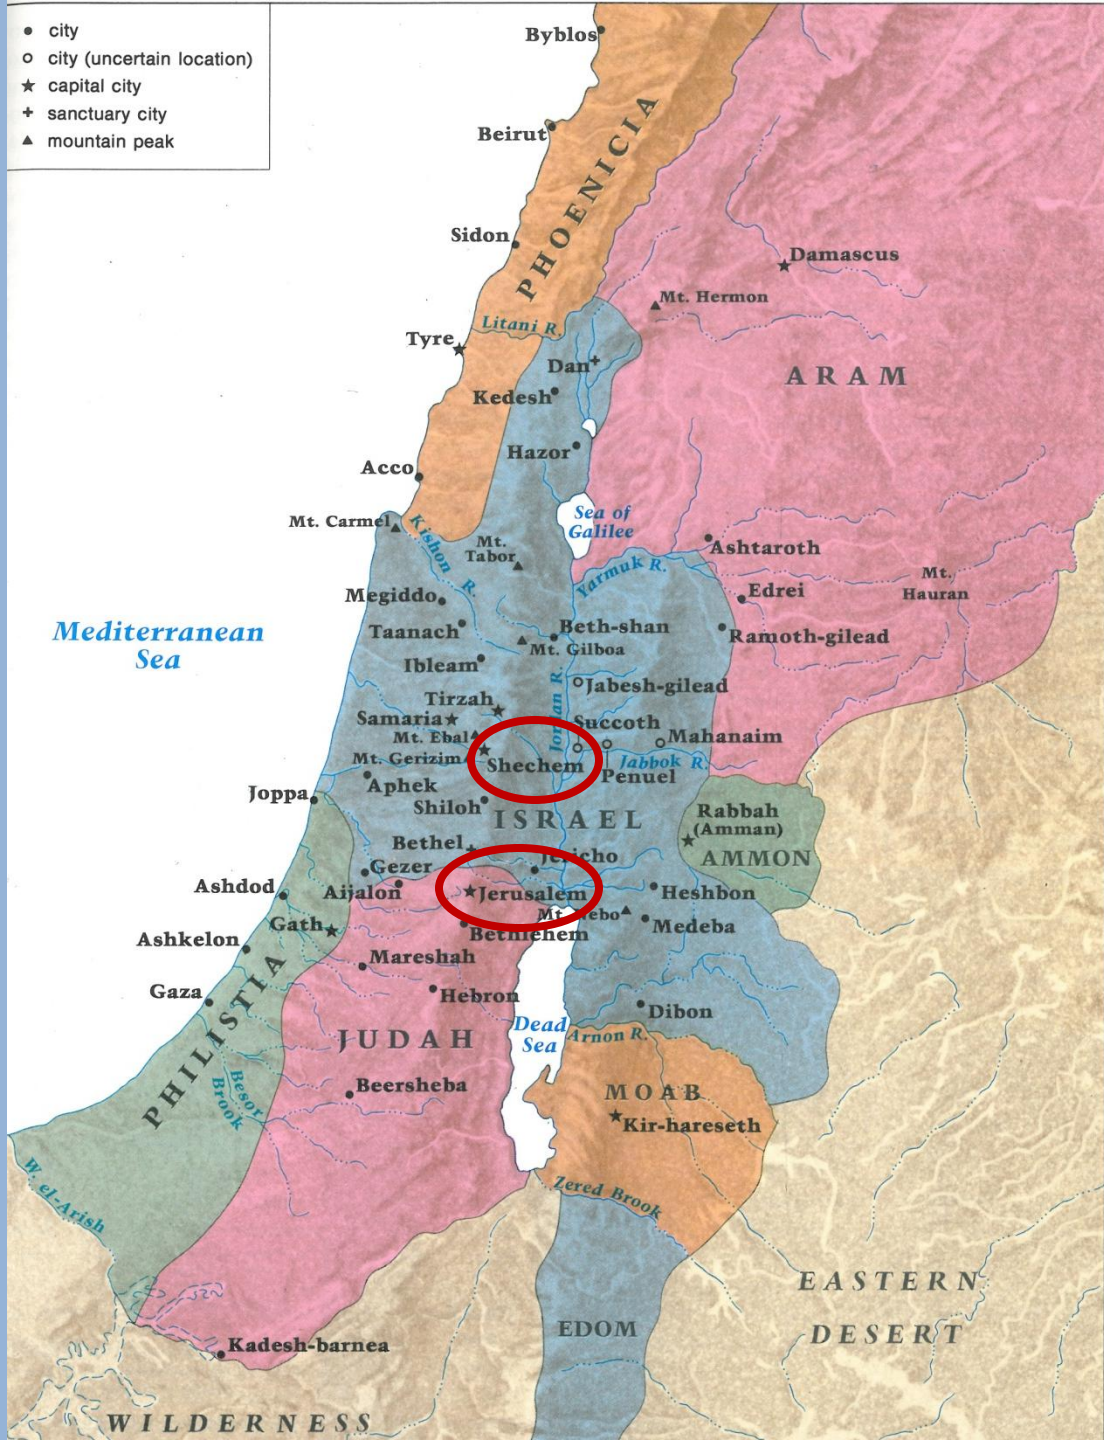 city
city (uncertain location)
capital city
sanctuary city
mountain peak
Byblos
Beirut
PHOENICIA
Sidon
Damascus
Mt. Hermon
Litani R.
Tyre
Dan
ARAM
Kedesh
Hazor
Acco
Sea of
Galilee
Mt. Carmel
Kishon R.
Mt.
Tabor
Ashtaroth
Yarmuk R.
Mt.
Hauran
Edrei
Megiddo
Taanach
Beth-shan
Ramoth-gilead
Mediterranean
Sea
Mt. Gilboa
Ibleam
Jordan R.
Jabesh-gilead
Tirzah
Samaria
Succoth
Mt. Ebal
Mahanaim
Mt. Gerizim
Shechem
Jabbok R.
Penuel
Aphek
Joppa
Shiloh
ISRAEL
Rabbah
(Amman)
Bethel
Jericho
AMMON
Gezer
Ashdod
Aijalon
Jerusalem
Heshbon
Gath
Mt. Nebo
Medeba
Bethlehem
Ashkelon
Mareshah
Gaza
Hebron
PHILISTIA
Dibon
Dead
Sea
Arnon R.
JUDAH
Besor
Brook
Beersheba
MOAB
Kir-hareseth
W. el-Arish
Zered Brook
EASTERN
DESERT
EDOM
Kadesh-barnea
WILDERNESS